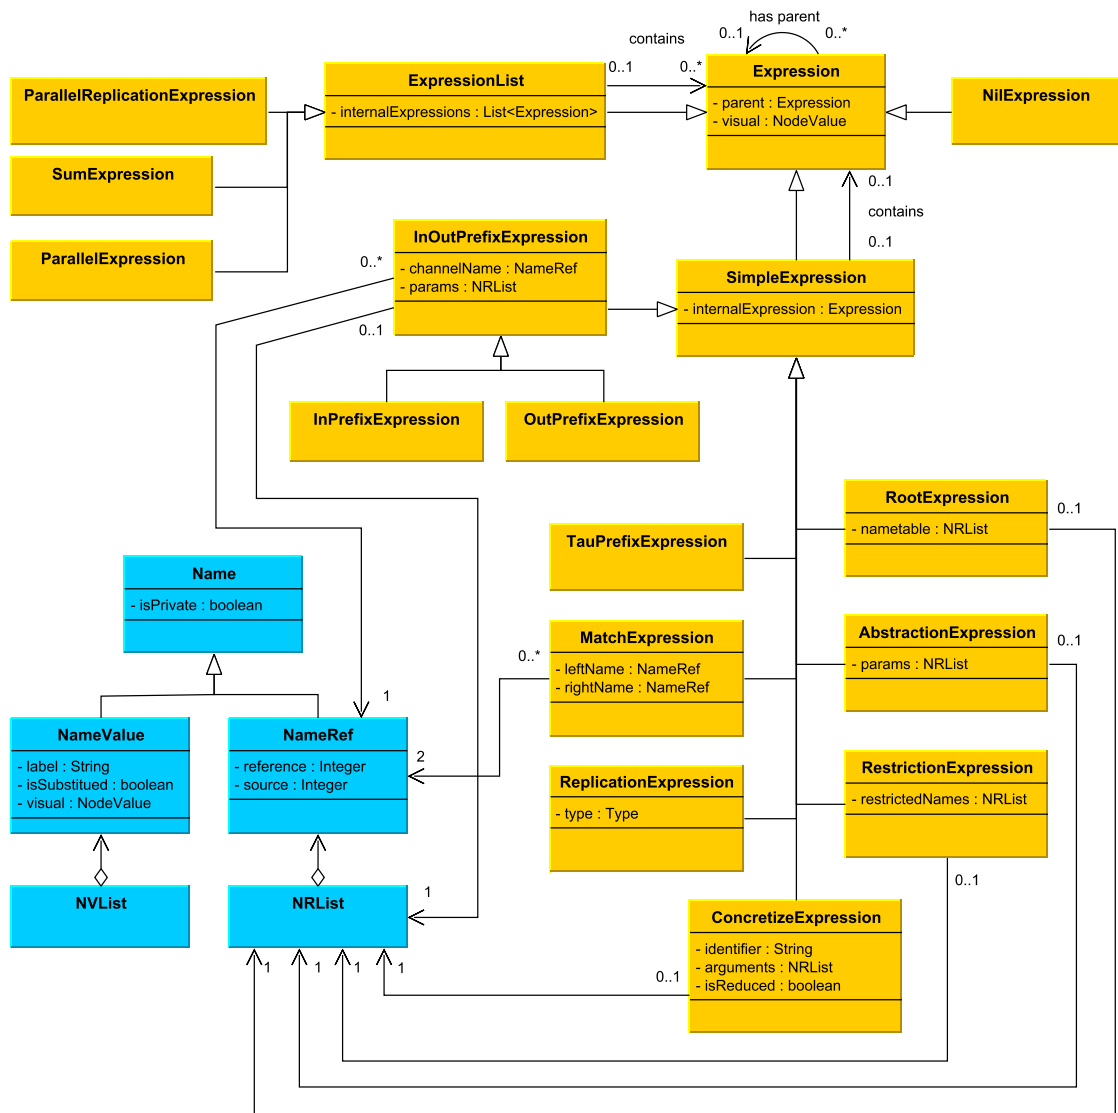 has parent
0..1
0..*
contains
0..1
0..*
ParallelReplicationExpression
ExpressionList
- internalExpressions : List<Expression>
Expression
- parent : Expression
- visual : NodeValue
NilExpression
SumExpression
0..1
contains
0..1
ParallelExpression
InOutPrefixExpression
- channelName : NameRef
- params : NRList
0..*
0..1
SimpleExpression
- internalExpression : Expression
InPrefixExpression
OutPrefixExpression
RootExpression
- nametable : NRList
0..1
TauPrefixExpression
Name
- isPrivate : boolean
MatchExpression
- leftName : NameRef
- rightName : NameRef
0..*
AbstractionExpression
- params : NRList
0..1
1
NameValue
- label : String
- isSubstitued : boolean
- visual : NodeValue
NameRef
- reference : Integer
- source : Integer
2
ReplicationExpression
- type : Type
RestrictionExpression
- restrictedNames : NRList
0..1
NVList
NRList
1
ConcretizeExpression
- identifier : String
- arguments : NRList
- isReduced : boolean
0..1
1
1
1
1